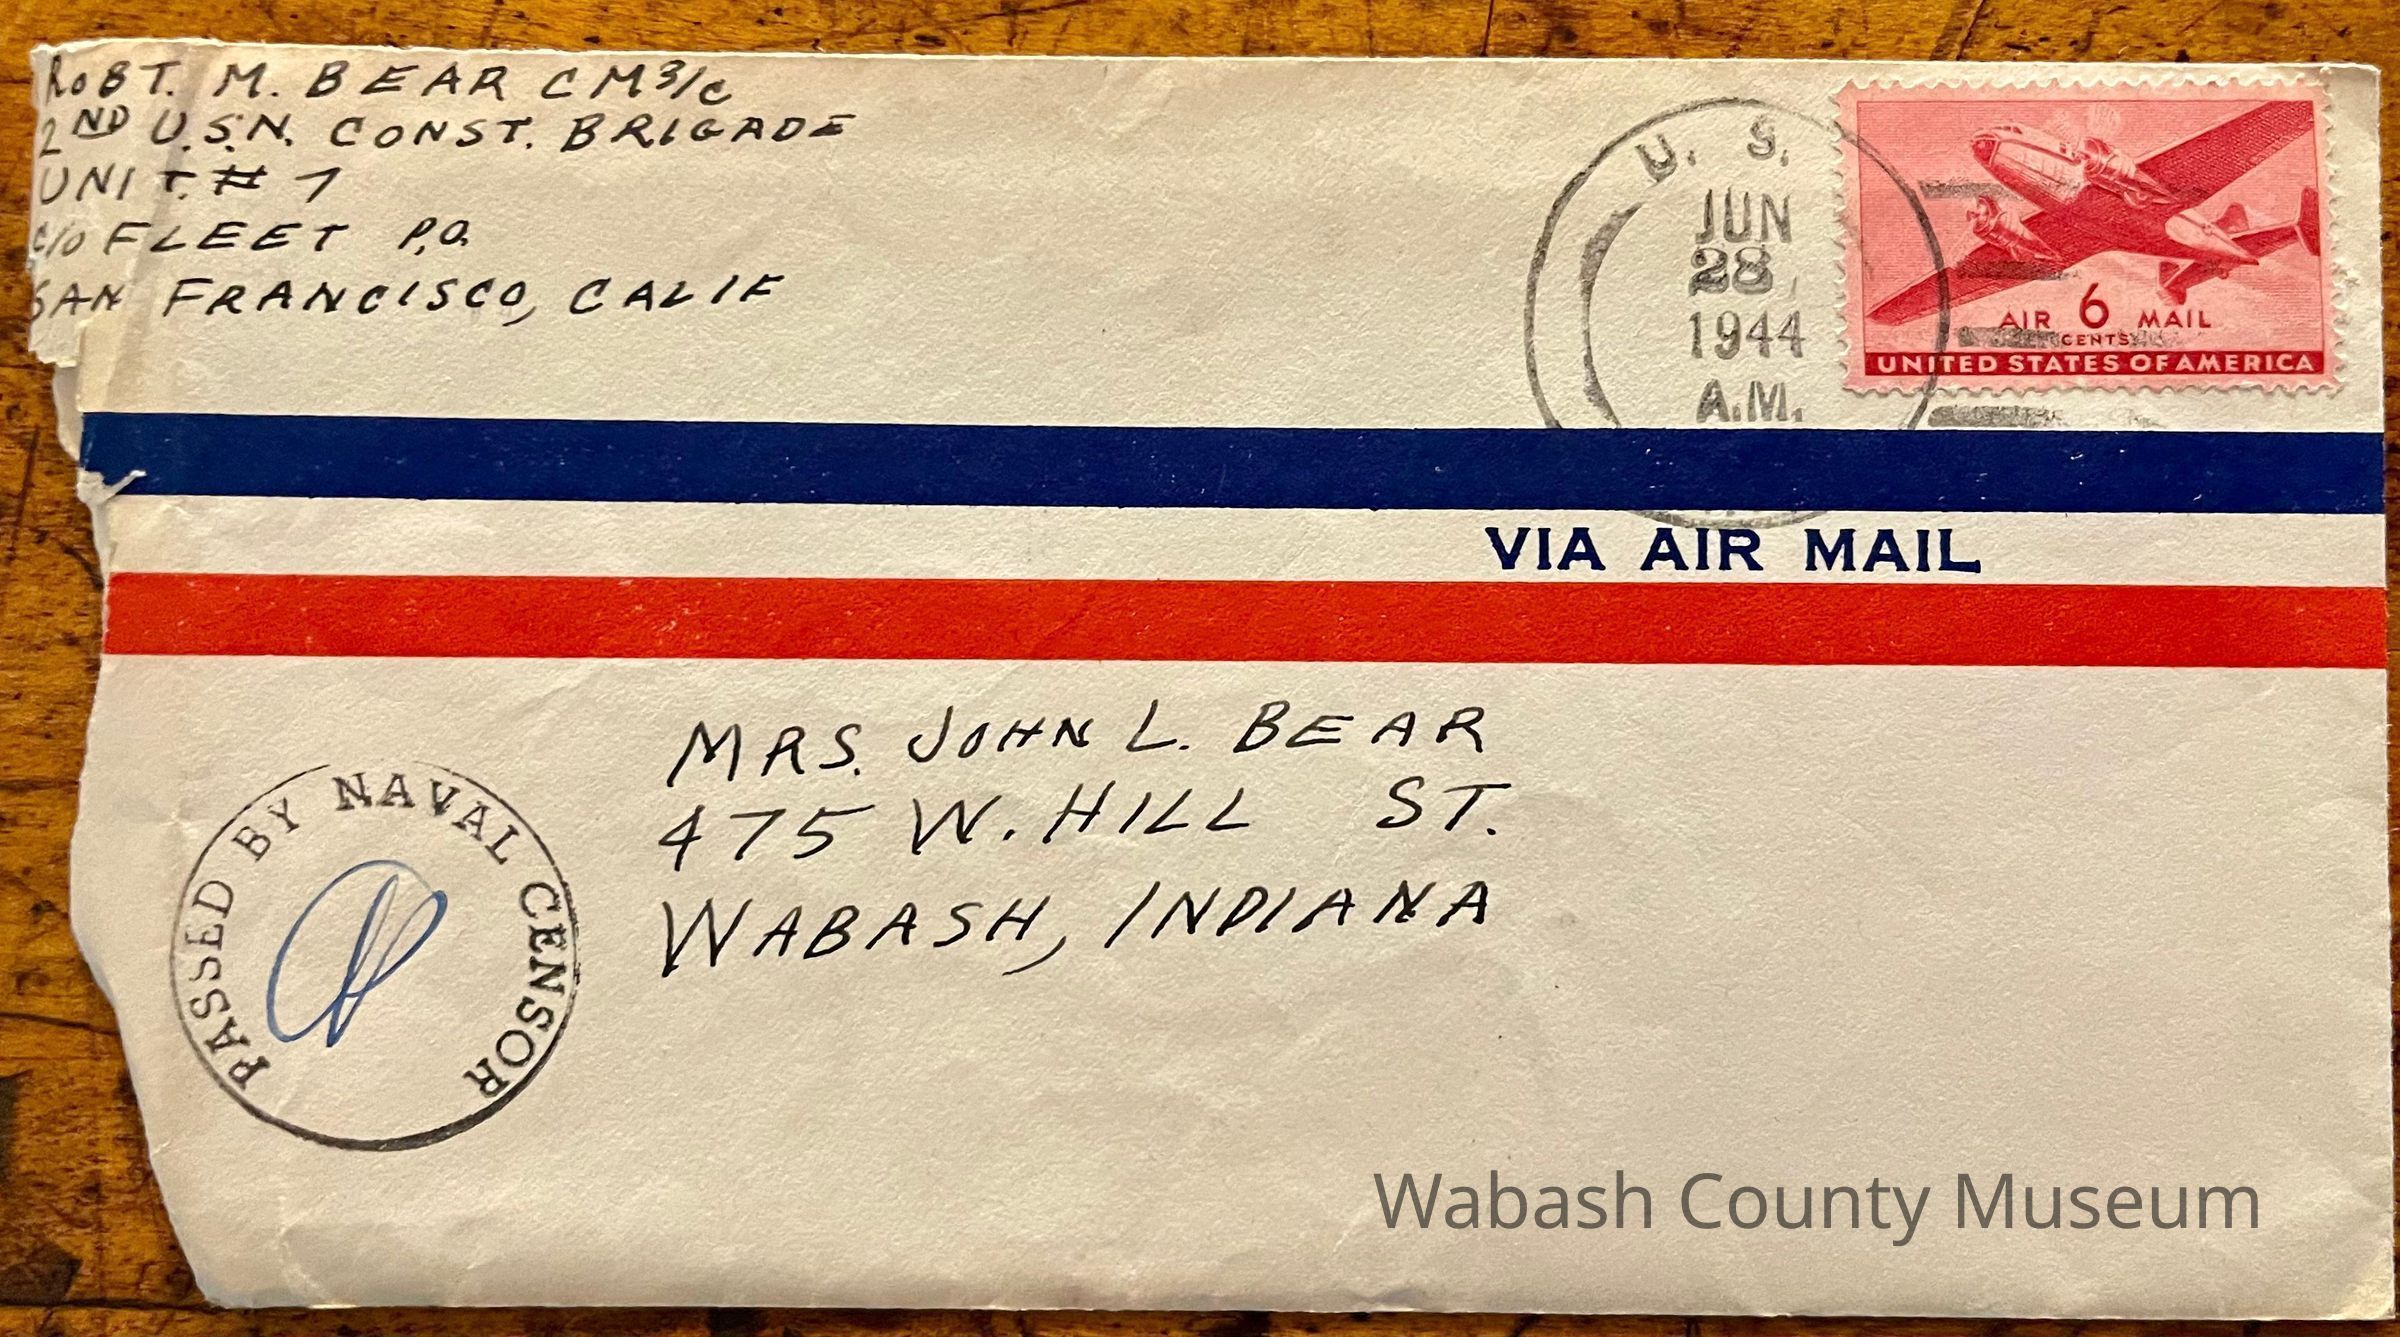 ROBT. M. BEAR CM3/c
2ND U.S.N. CONST. BRIGADE
UNIT. # 7
c/o FLEET P.O.
SAN FRANCISCO, CALIF
U. S.
JUN
28
1944
A.M.
AIR 6 MAIL
CENTS
UNITED STATES OF AMERICA
VIA AIR MAIL
MRS. JOHN L. BEAR
475 W. HILL ST.
WABASH, INDIANA
PASSED BY NAVAL CENSOR
Wabash County Museum